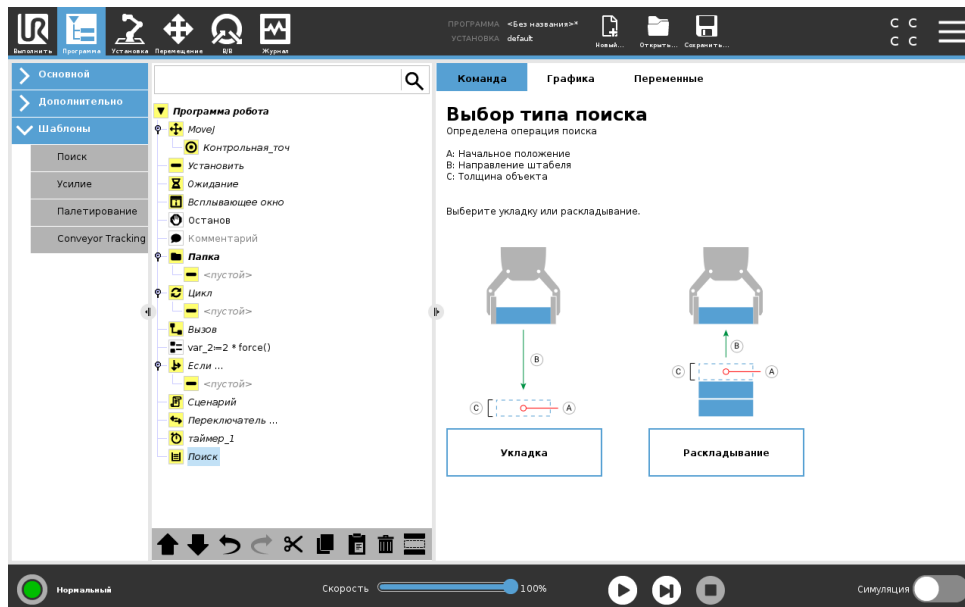 UR
Выполнить
Программа
Установка
Перемещение
В/В
Журнал
ПРОГРАММА <Без названия>*
УСТАНОВКА default
Новый...
Открыть...
Сохранить...
C C
C C
Основной
Дополнительно
Шаблоны
Поиск
Усилие
Палетирование
Conveyor Tracking
Программа робота
MoveJ
Контрольная_точ
Установить
Ожидание
Всплывающее окно
Останов
Комментарий
Папка
<пустой>
Цикл
<пустой>
Вызов
var_2≔2 * force()
Если ...
<пустой>
Сценарий
Переключатель ...
таймер_1
Поиск
Команда
Графика
Переменные
Выбор типа поиска
Определена операция поиска
A: Начальное положение
B: Направление штабеля
C: Толщина объекта
Выберите укладку или раскладывание.
B
C
A
B
C
A
Укладка
Раскладывание
Нормальный
Скорость
100%
Симуляция